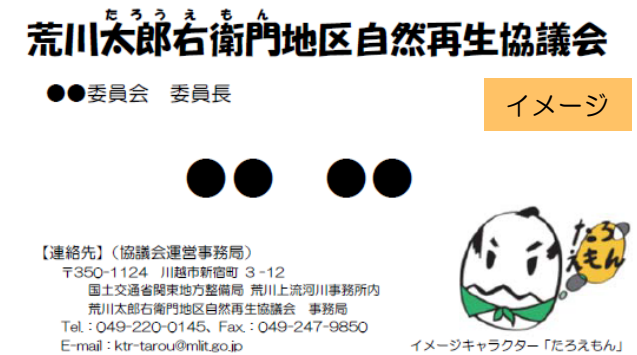 たろうえもん
荒川太郎右衛門地区自然再生協議会
●●委員会　委員長
イメージ
●●　●●
たろ
えもん
【連絡先】（協議会運営事務局）
〒350-1124　川越市新宿町 3 -12
国土交通省関東地方整備局 荒川上流河川事務所内
荒川太郎右衛門地区自然再生協議会　事務局
Tel.：049-220-0145、Fax.：049-247-9850
E-mail：ktr-tarou@mlit.go.jp
イメージキャラクター「たろえもん」